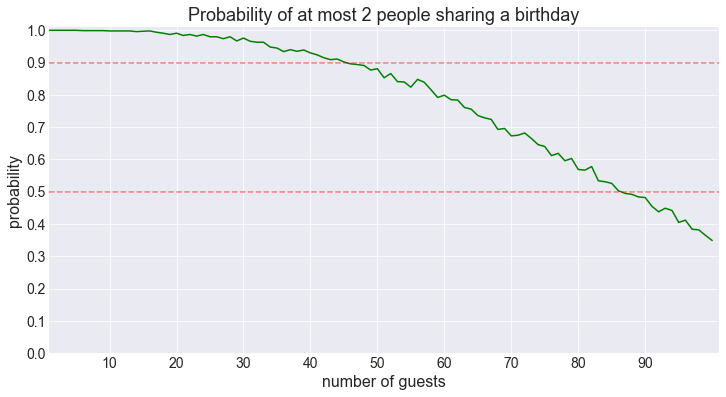 Probability of at most 2 people sharing a birthday
1.0
0.9
0.8
0.7
0.6
0.5
0.4
0.3
0.2
0.1
0.0
probability
10 20 30 40 50 60 70 80 90
number of guests